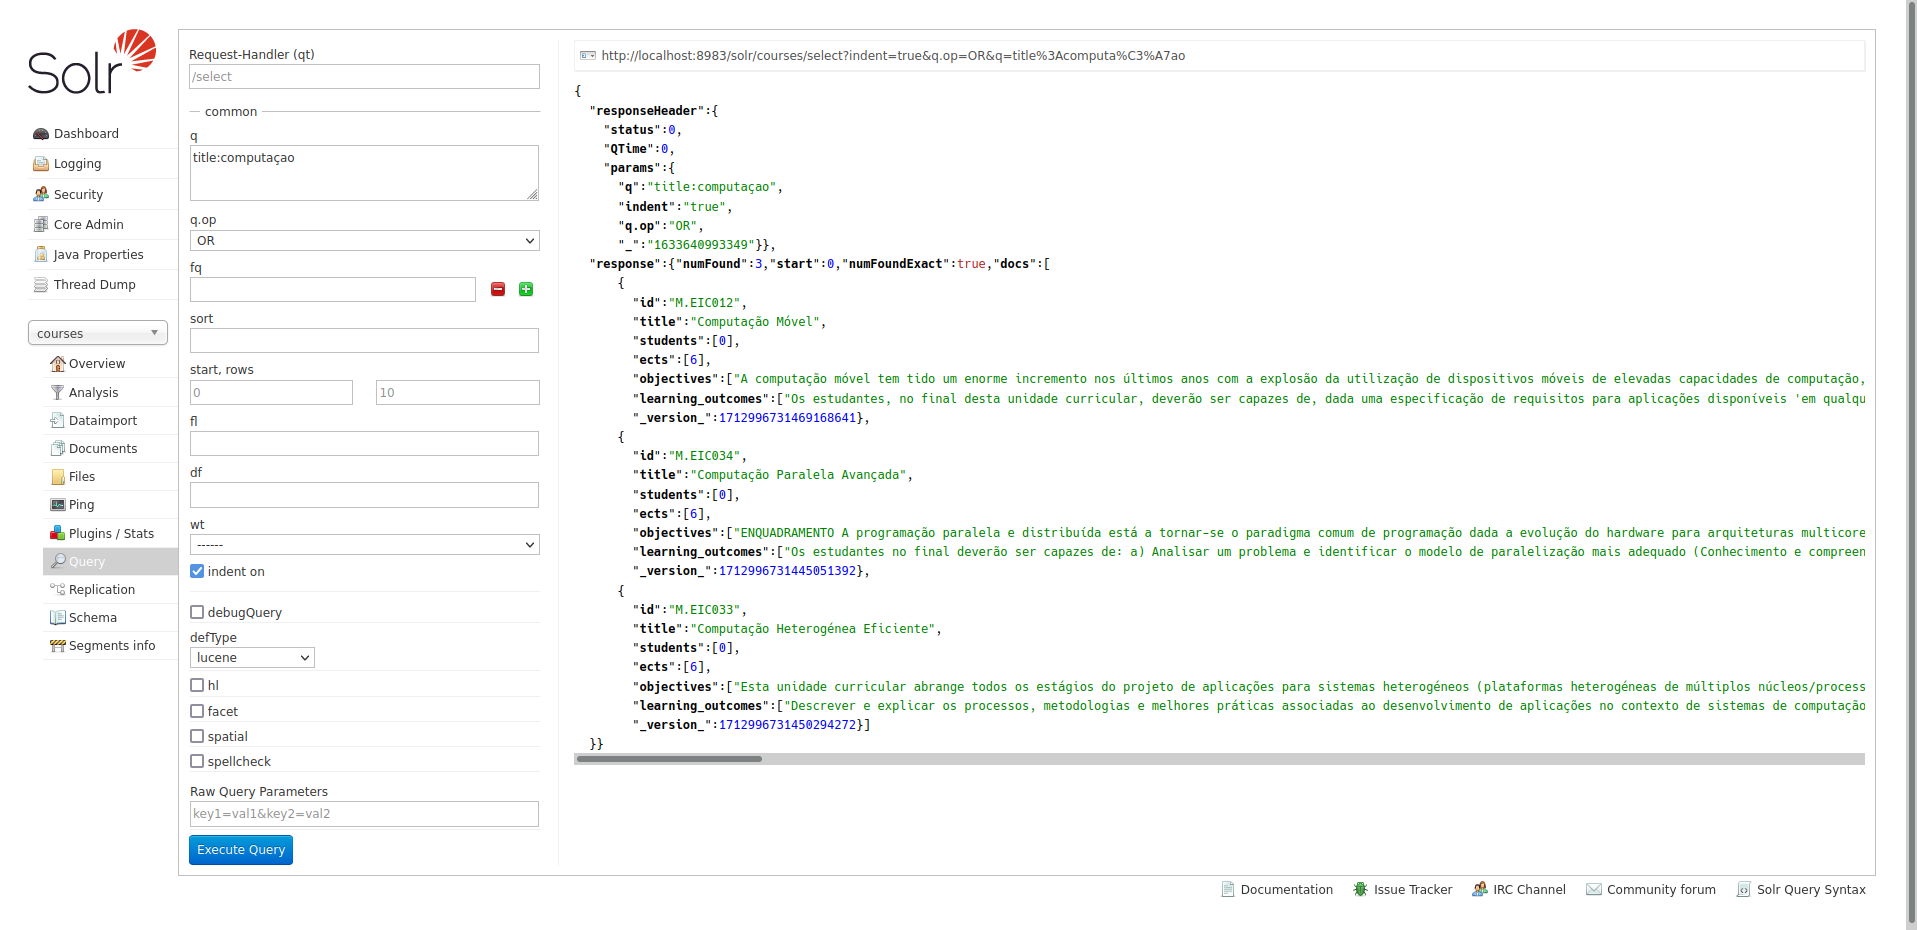 Solr
Dashboard
Logging
Security
Core Admin
Java Properties
Thread Dump
courses
Overview
Analysis
Dataimport
Documents
Files
Ping
Plugins / Stats
Query
Replication
Schema
Segments info
Request-Handler (qt)
/select
common
q
title:computaçao
q.op
OR
fq
sort
start, rows
0 10
fl
df
wt
------
indent on
debugQuery
defType
lucene
hl
facet
spatial
spellcheck
Raw Query Parameters
key1=val1&key2=val2
Execute Query
http://localhost:8983/solr/courses/select?indent=true&q.op=OR&q=title%3Acomputa%C3%A7ao
{
"responseHeader":{
"status":0,
"QTime":0,
"params":{
"q":"title:computaçao",
"indent":"true",
"q.op":"OR",
"_":"1633640993349"}},
"response":{"numFound":3,"start":0,"numFoundExact":true,"docs":[
{
"id":"M.EIC012",
"title":"Computação Móvel",
"students":[0],
"ects":[6],
"objectives":["A computação móvel tem tido um enorme incremento nos últimos anos com a explosão da utilização de dispositivos móveis de elevadas capacidades de computação,
"learning_outcomes":["Os estudantes, no final desta unidade curricular, deverão ser capazes de, dada uma especificação de requisitos para aplicações disponíveis 'em qualqu
"_version_":1712996731469168641},
{
"id":"M.EIC034",
"title":"Computação Paralela Avançada",
"students":[0],
"ects":[6],
"objectives":["ENQUADRAMENTO A programação paralela e distribuída está a tornar-se o paradigma comum de programação dada a evolução do hardware para arquiteturas multicore
"learning_outcomes":["Os estudantes no final deverão ser capazes de: a) Analisar um problema e identificar o modelo de paralelização mais adequado (Conhecimento e compreen
"_version_":1712996731445051392},
{
"id":"M.EIC033",
"title":"Computação Heterogénea Eficiente",
"students":[0],
"ects":[6],
"objectives":["Esta unidade curricular abrange todos os estágios do projeto de aplicações para sistemas heterogéneos (plataformas heterogéneas de múltiplos núcleos/process
"learning_outcomes":["Descrever e explicar os processos, metodologias e melhores práticas associadas ao desenvolvimento de aplicações no contexto de sistemas de computação
"_version_":1712996731450294272}]
}}
Documentation Issue Tracker IRC Channel Community forum Solr Query Syntax